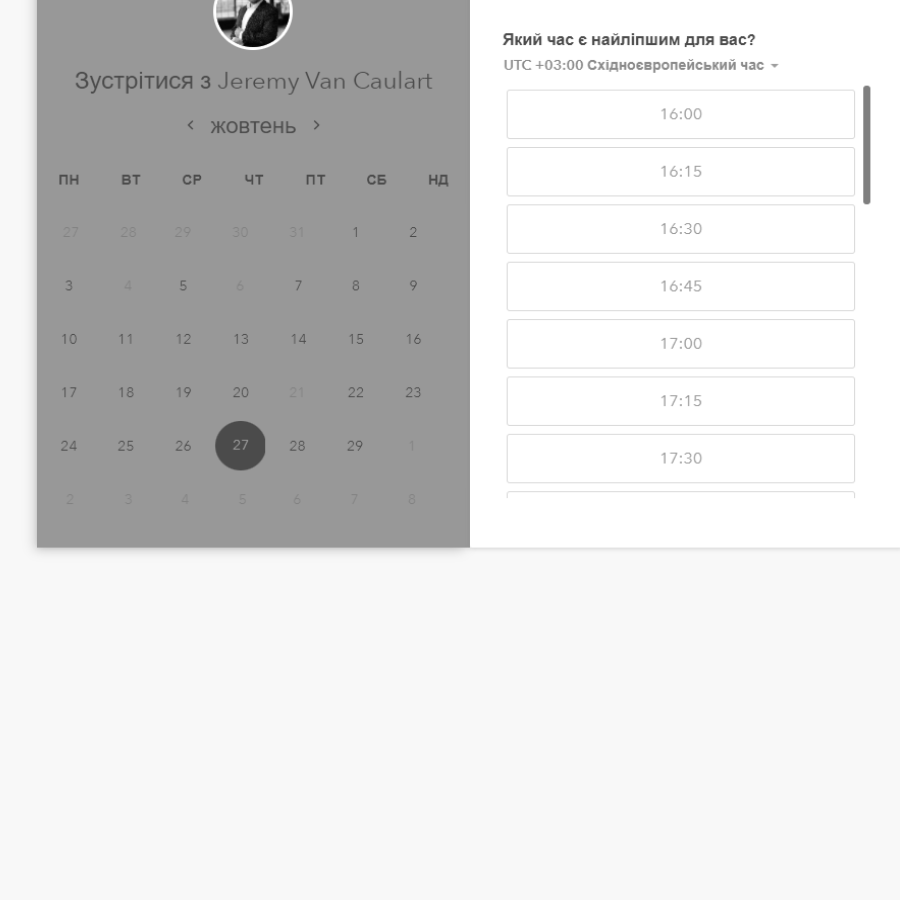 Зустрітися з Jeremy Van Caulart
жовтень
ПН ВТ СР ЧТ ПТ СБ НД
27 28 29 30 31 1 2
3 4 5 6 7 8 9
10 11 12 13 14 15 16
17 18 19 20 21 22 23
24 25 26 27 28 29 1
2 3 4 5 6 7 8
Який час є найліпшим для вас?
UTC +03:00 Східноєвропейський час
16:00
16:15
16:30
16:45
17:00
17:15
17:30